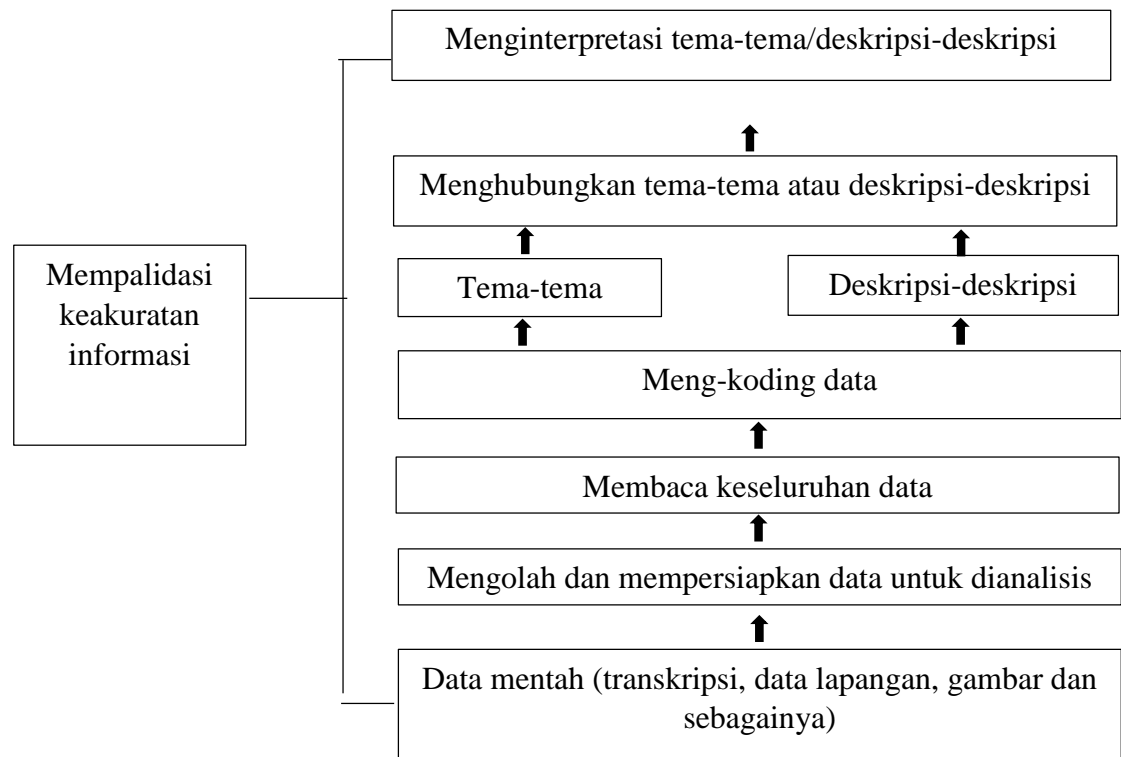 Menginterpretasi tema-tema/deskripsi-deskripsi
Menghubungkan tema-tema atau deskripsi-deskripsi
Mempalidasi
keakuratan
informasi
Tema-tema
Deskripsi-deskripsi
Meng-koding data
Membaca keseluruhan data
Mengolah dan mempersiapkan data untuk dianalisis
Data mentah (transkripsi, data lapangan, gambar dan
sebagainya)